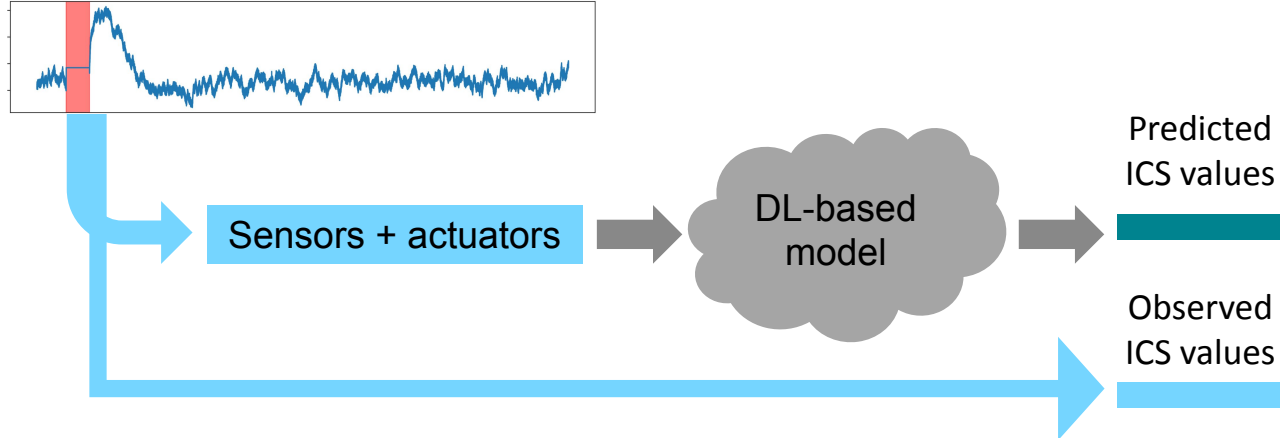 Predicted
ICS values
Sensors + actuators
DL-based
model
Observed
ICS values